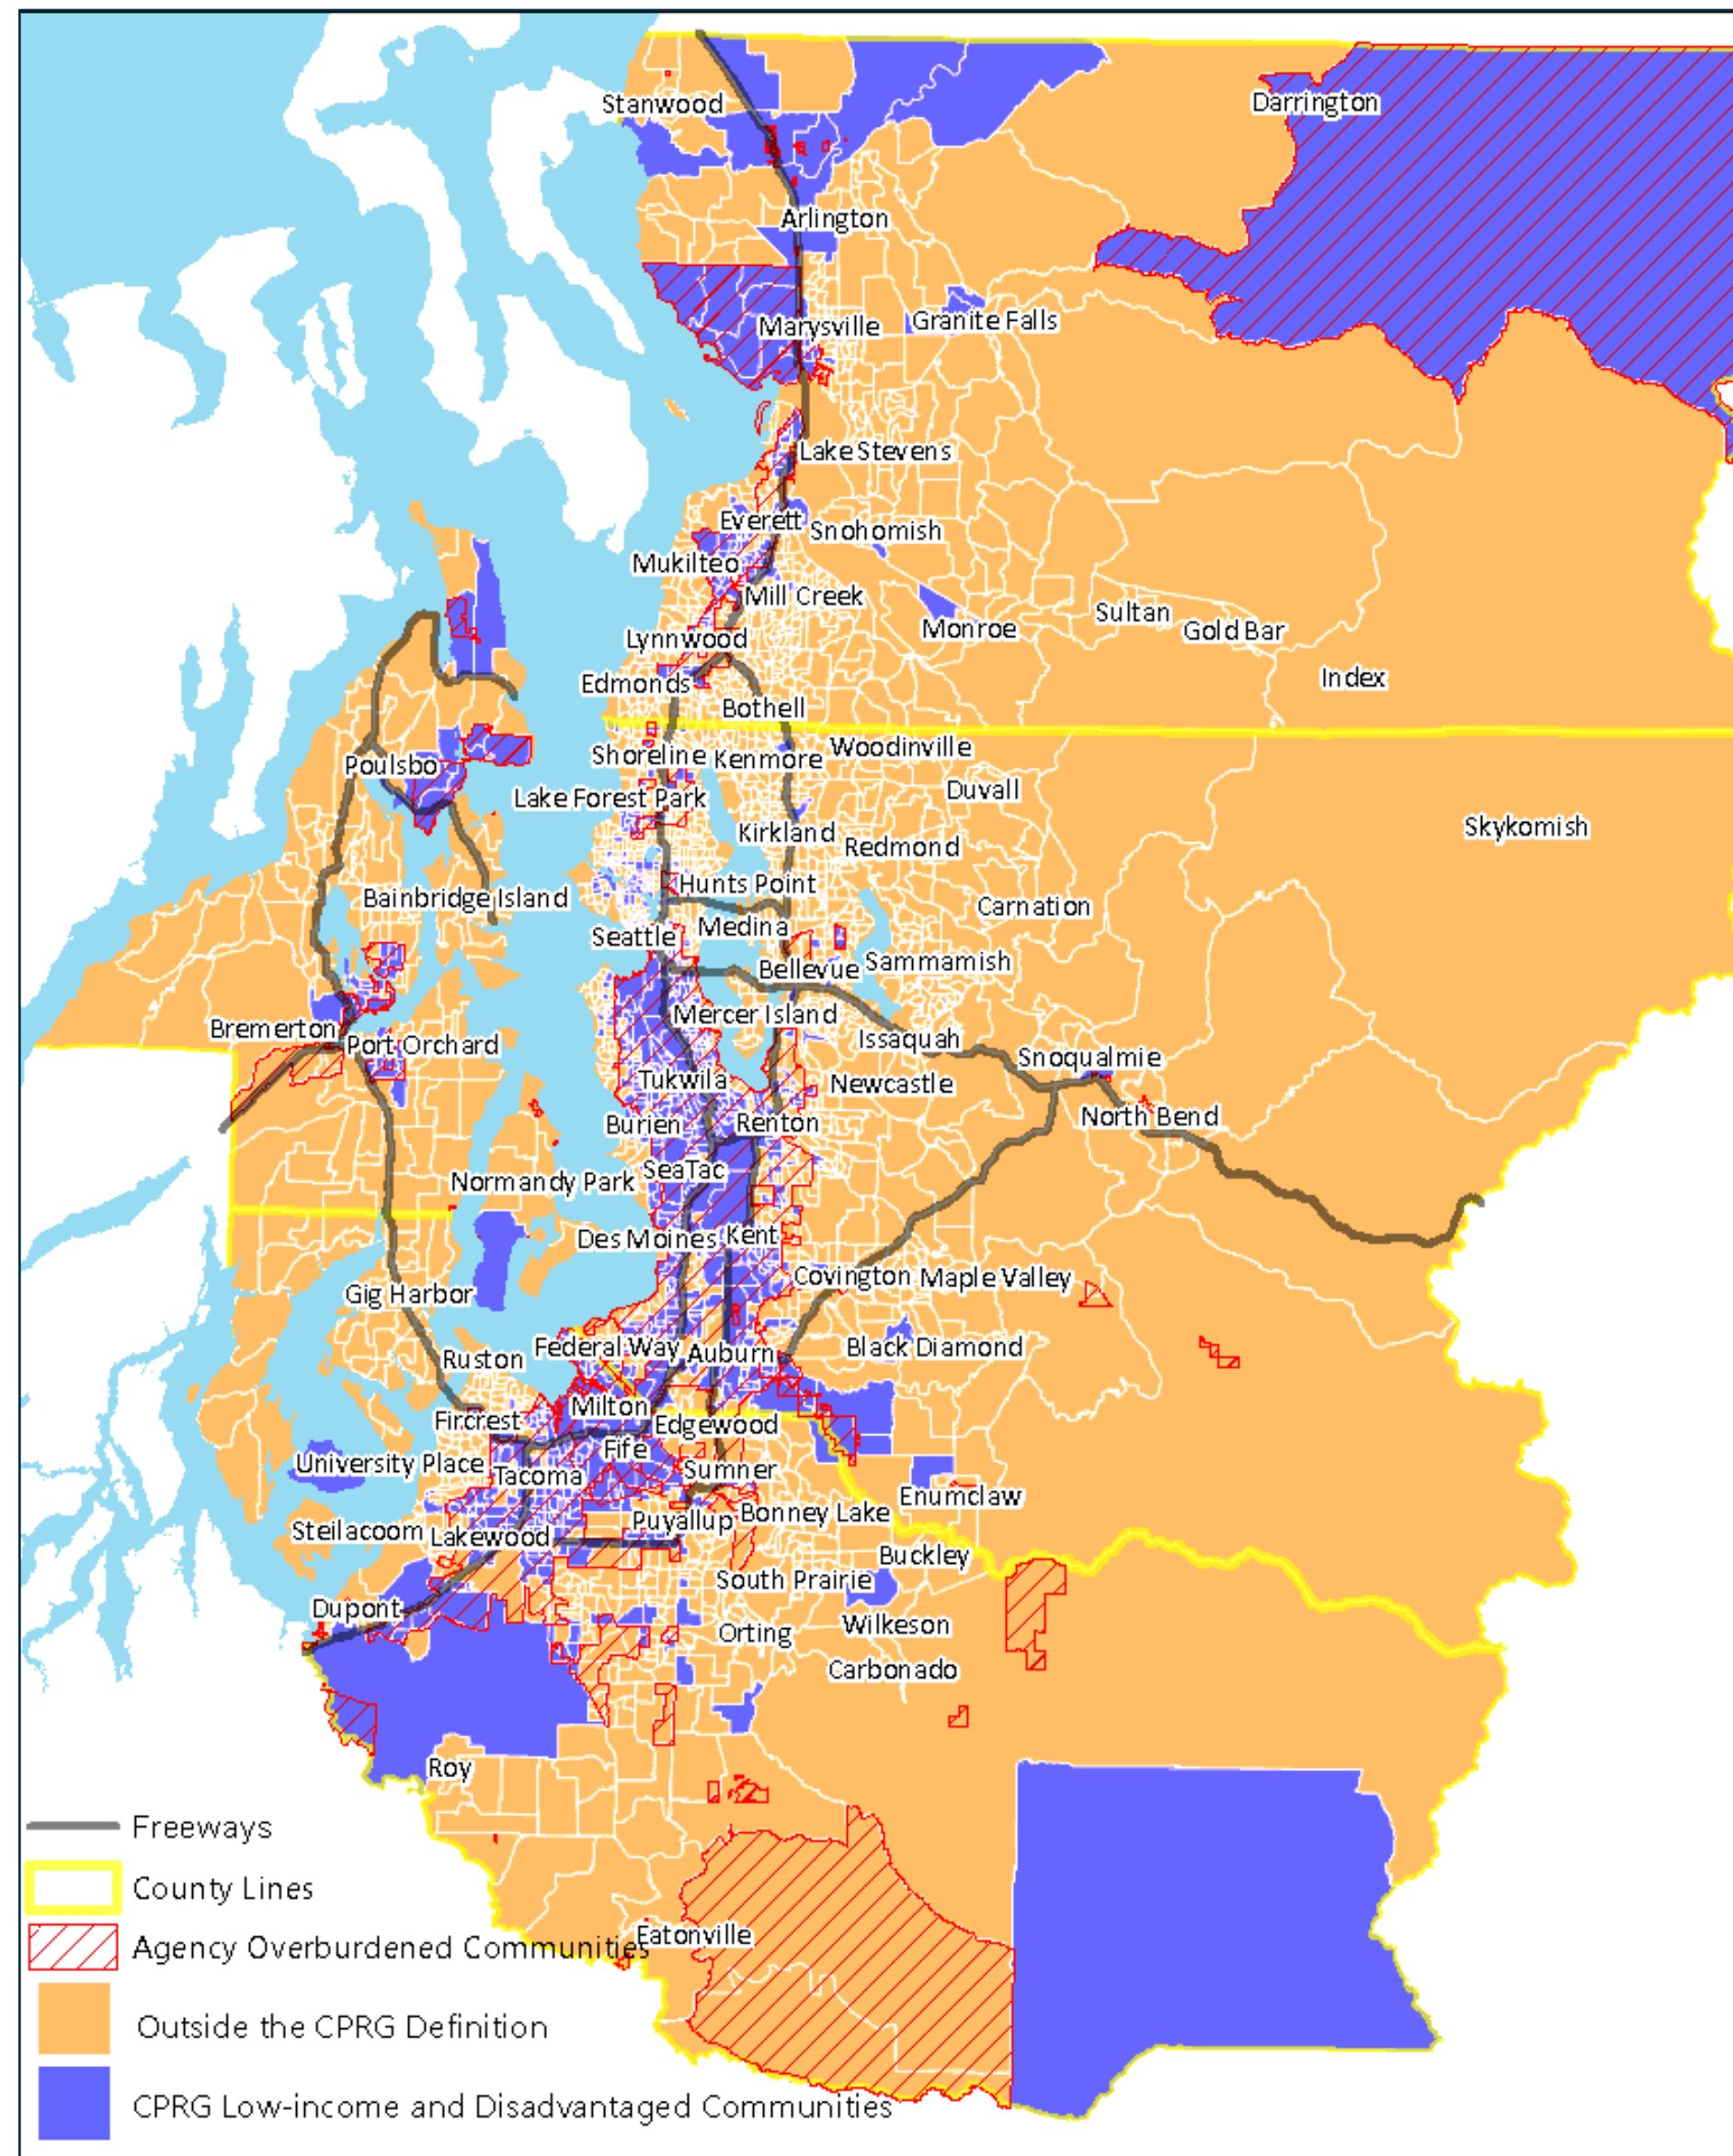 Stanwood
Darrington
Arlington
Marysville
Granite Falls
Lake Stevens
Everett
Snohomish
Mukilteo
Mill Creek
Sultan
Monroe
Gold Bar
Lynnwood
Index
Edmonds
Bothell
Woodinville
Shoreline
Kenmore
Poulsbo
Duvall
Lake Forest Park
Skykomish
Kirkland
Redmond
Hunts Point
Bainbridge Island
Carnation
Medina
Seattle
Sammamish
Bellevue
Mercer Island
Bremerton
Issaquah
Port Orchard
Snoqualmie
Tukwila
Newcastle
North Bend
Burien
Renton
SeaTac
Normandy Park
Des Moines
Kent
Covington
Maple Valley
Gig Harbor
Federal Way
Auburn
Black Diamond
Ruston
Milton
Fircrest
Edgewood
Fife
University Place
Tacoma
Sumner
Enumclaw
Bonney Lake
Puyallup
Steilacoom
Lakewood
Buckley
South Prairie
Dupont
Wilkeson
Orting
Carbonado
Roy
Freeways
County Lines
Eatonville
Agency Overburdened Communities
Outside the CPRG Definition
CPRG Low-income and Disadvantaged Communities